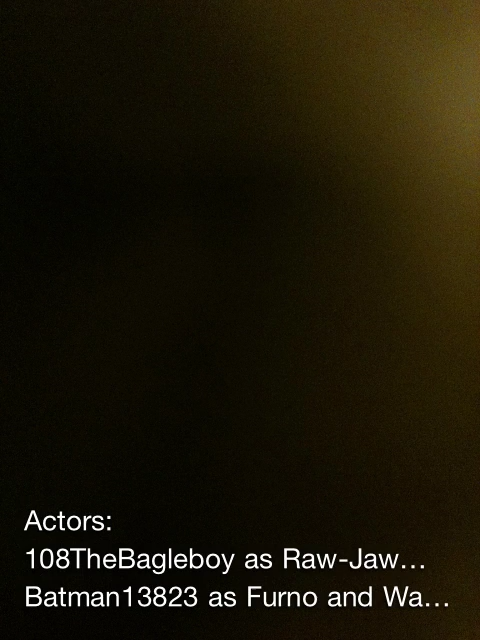 Actors:
108TheBagleboy as Raw-Jaw…
Batman13823 as Furno and Wa…